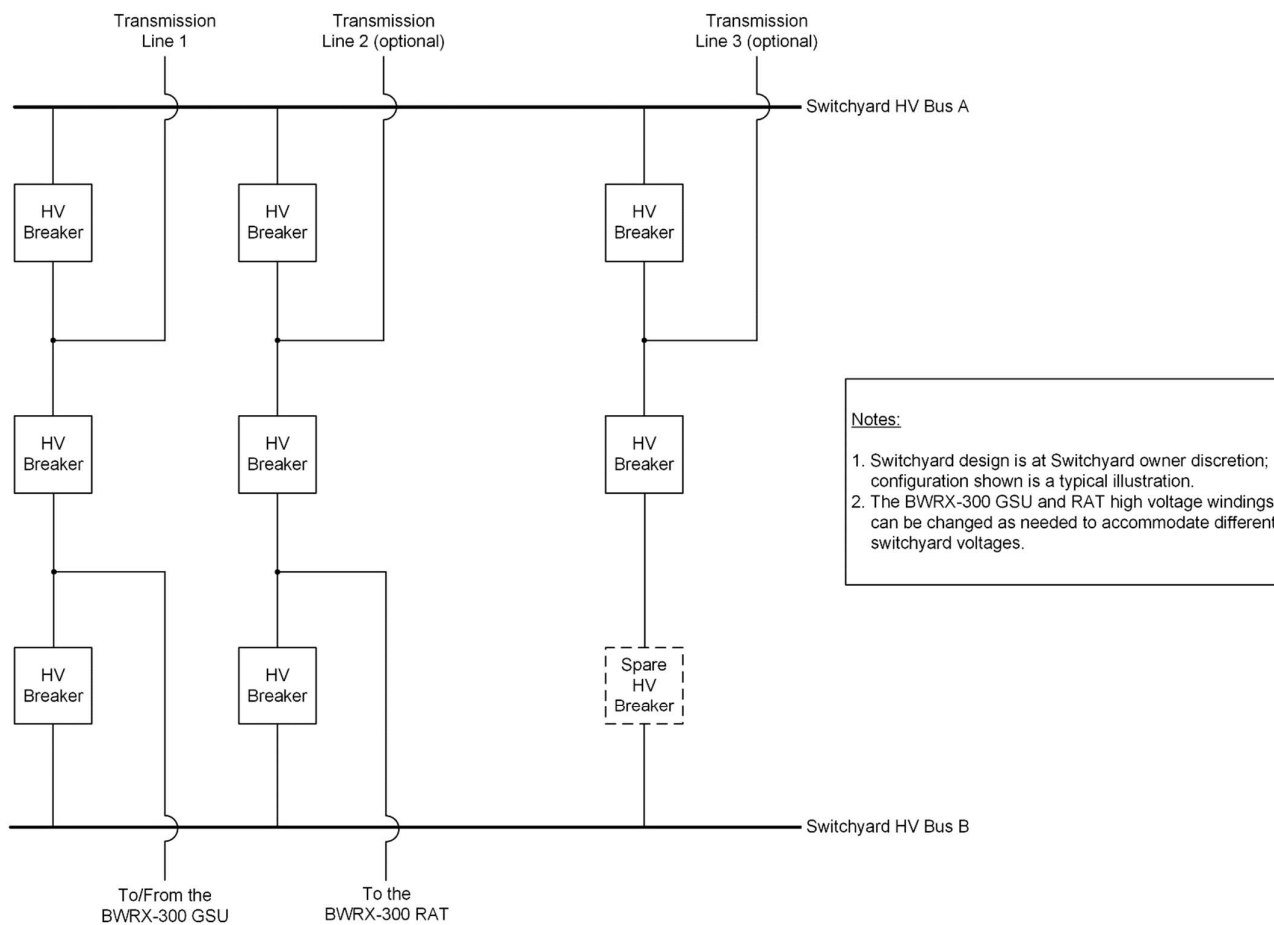 Transmission
Line 1
Transmission
Line 2 (optional)
Transmission
Line 3 (optional)
Switchyard HV Bus A
HV
Breaker
HV
Breaker
HV
Breaker
HV
Breaker
HV
Breaker
HV
Breaker
Notes:
1. Switchyard design is at Switchyard owner discretion;
configuration shown is a typical illustration.
2. The BWRX-300 GSU and RAT high voltage windings
can be changed as needed to accommodate different
switchyard voltages.
HV
Breaker
HV
Breaker
Spare
HV
Breaker
Switchyard HV Bus B
To/From the
BWRX-300 GSU
To the
BWRX-300 RAT